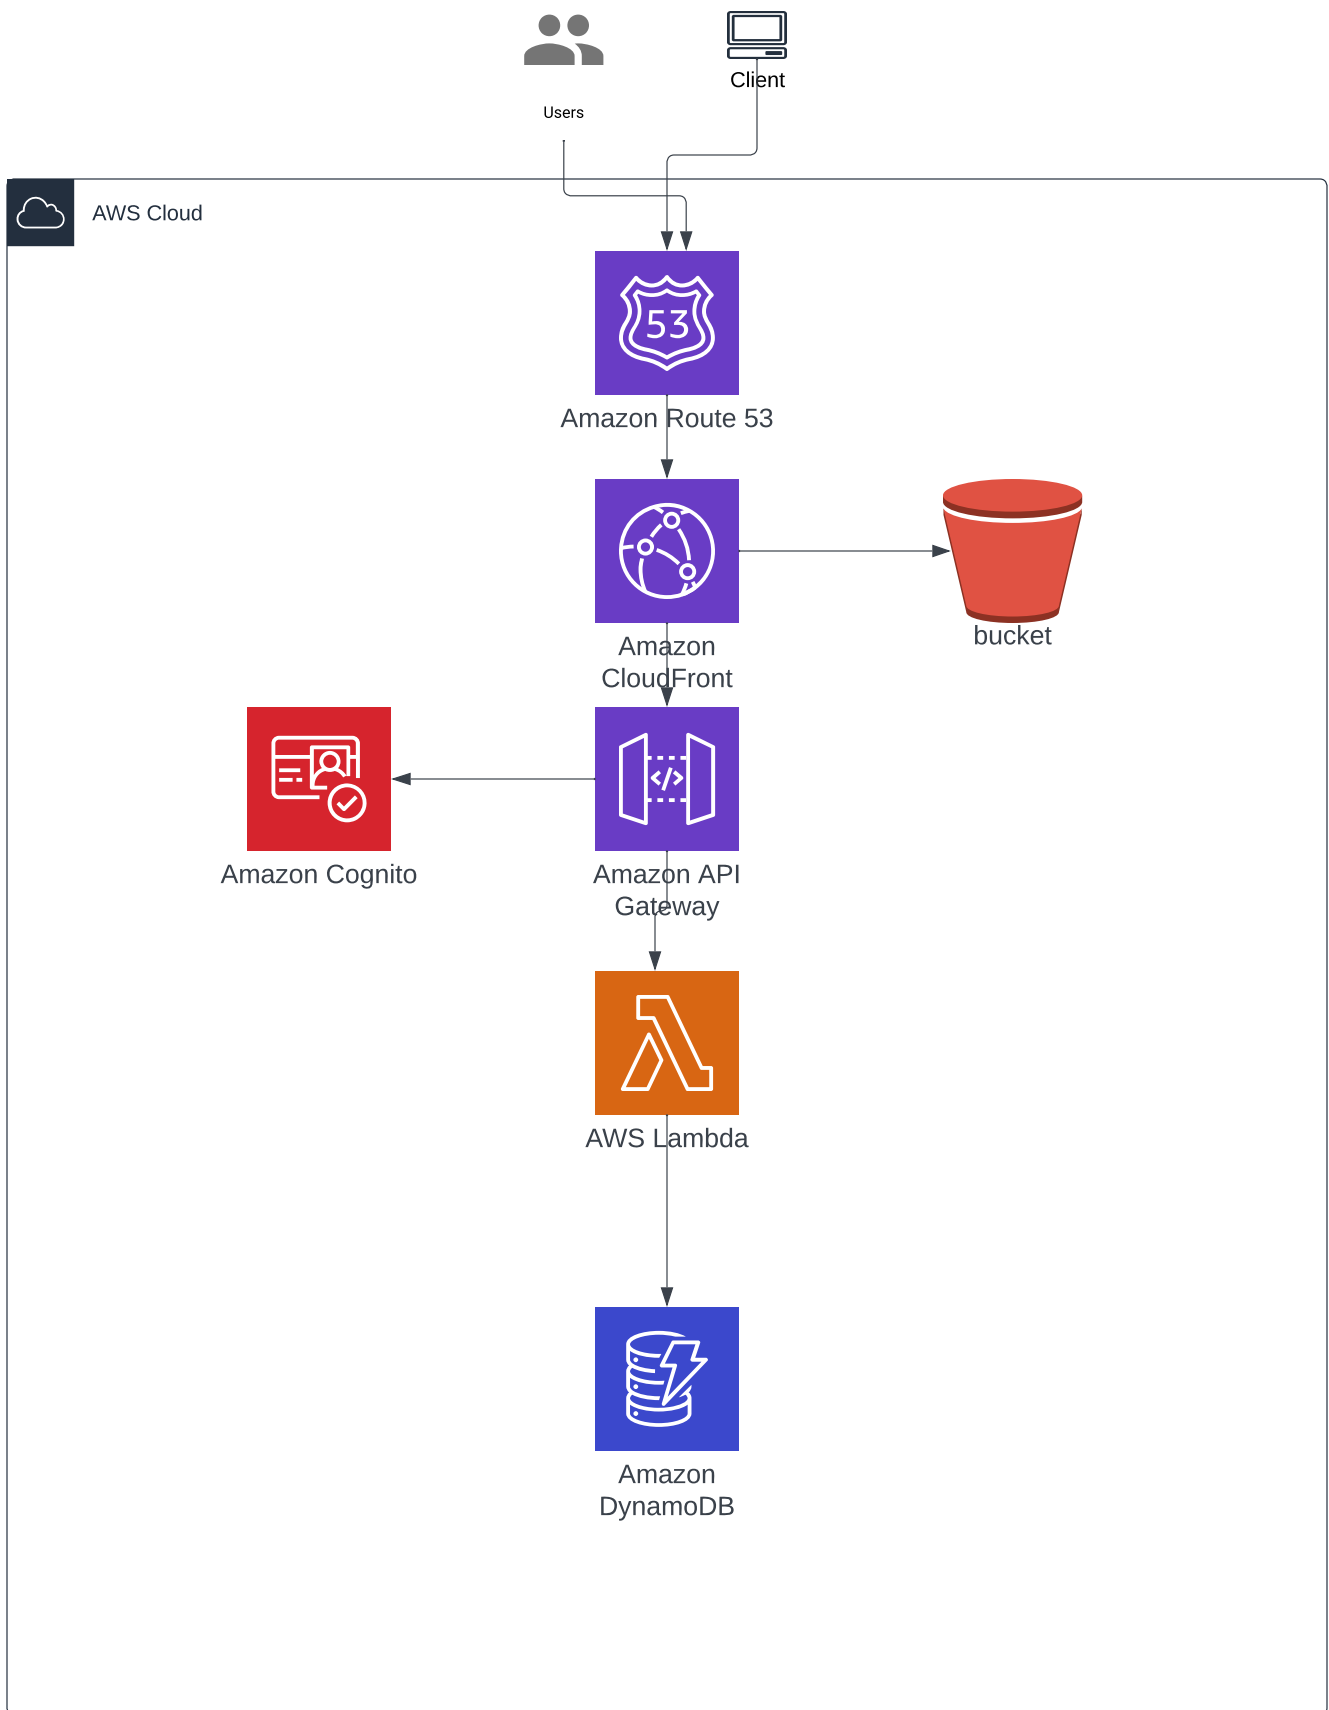 Client
Users
AWS Cloud
53
Amazon Route 53
Amazon
CloudFront
bucket
</>
Amazon Cognito
Amazon API
Gateway
AWS Lambda
Amazon
DynamoDB